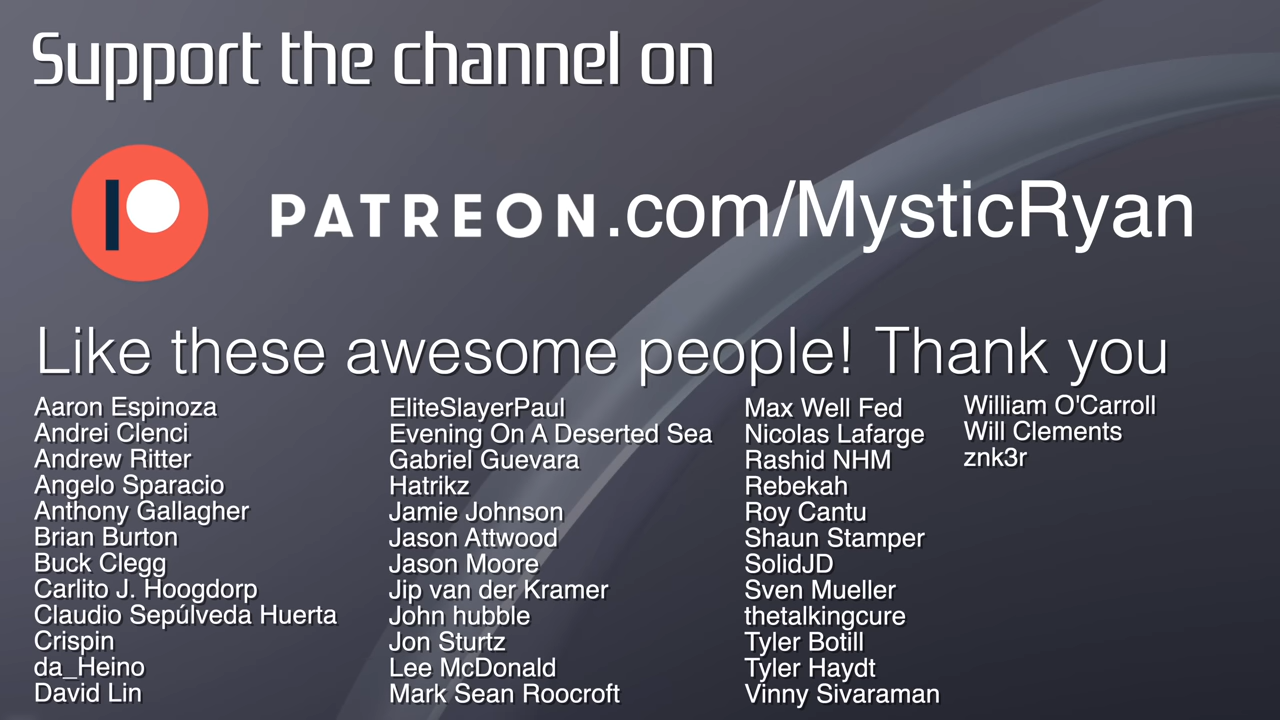 Support the channel on
PATREON.com/MysticRyan
Like these awesome people! Thank you
Aaron Espinoza
Andrei Clenci
Andrew Ritter
Angelo Sparacio
Anthony Gallagher
Brian Burton
Buck Clegg
Carlito J. Hoogdorp
Claudio Sepúlveda Huerta
Crispin
da_Heino
David Lin
EliteSlayerPaul
Evening On A Deserted Sea
Gabriel Guevara
Hatrikz
Jamie Johnson
Jason Attwood
Jason Moore
Jip van der Kramer
John hubble
Jon Sturtz
Lee McDonald
Mark Sean Roocroft
Max Well Fed
Nicolas Lafarge
Rashid NHM
Rebekah
Roy Cantu
Shaun Stamper
SolidJD
Sven Mueller
thetalkingcure
Tyler Botill
Tyler Haydt
Vinny Sivaraman
William O'Carroll
Will Clements
znk3r